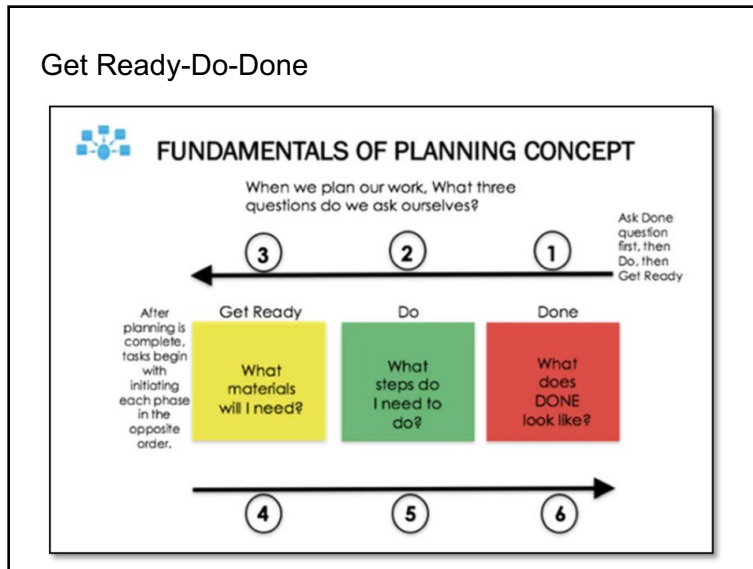 Get Ready-Do-Done
FUNDAMENTALS OF PLANNING CONCEPT
When we plan our work, What three
questions do we ask ourselves?
Ask Done
question
first, then
Do, then
Get Ready
3
2
1
After
planning is
complete,
tasks begin
with
initiating
each phase
in the
opposite
order.
Get Ready
What
materials
will I need?
Do
What
steps do
I need to
do?
Done
What
does
DONE
look like?
4
5
6